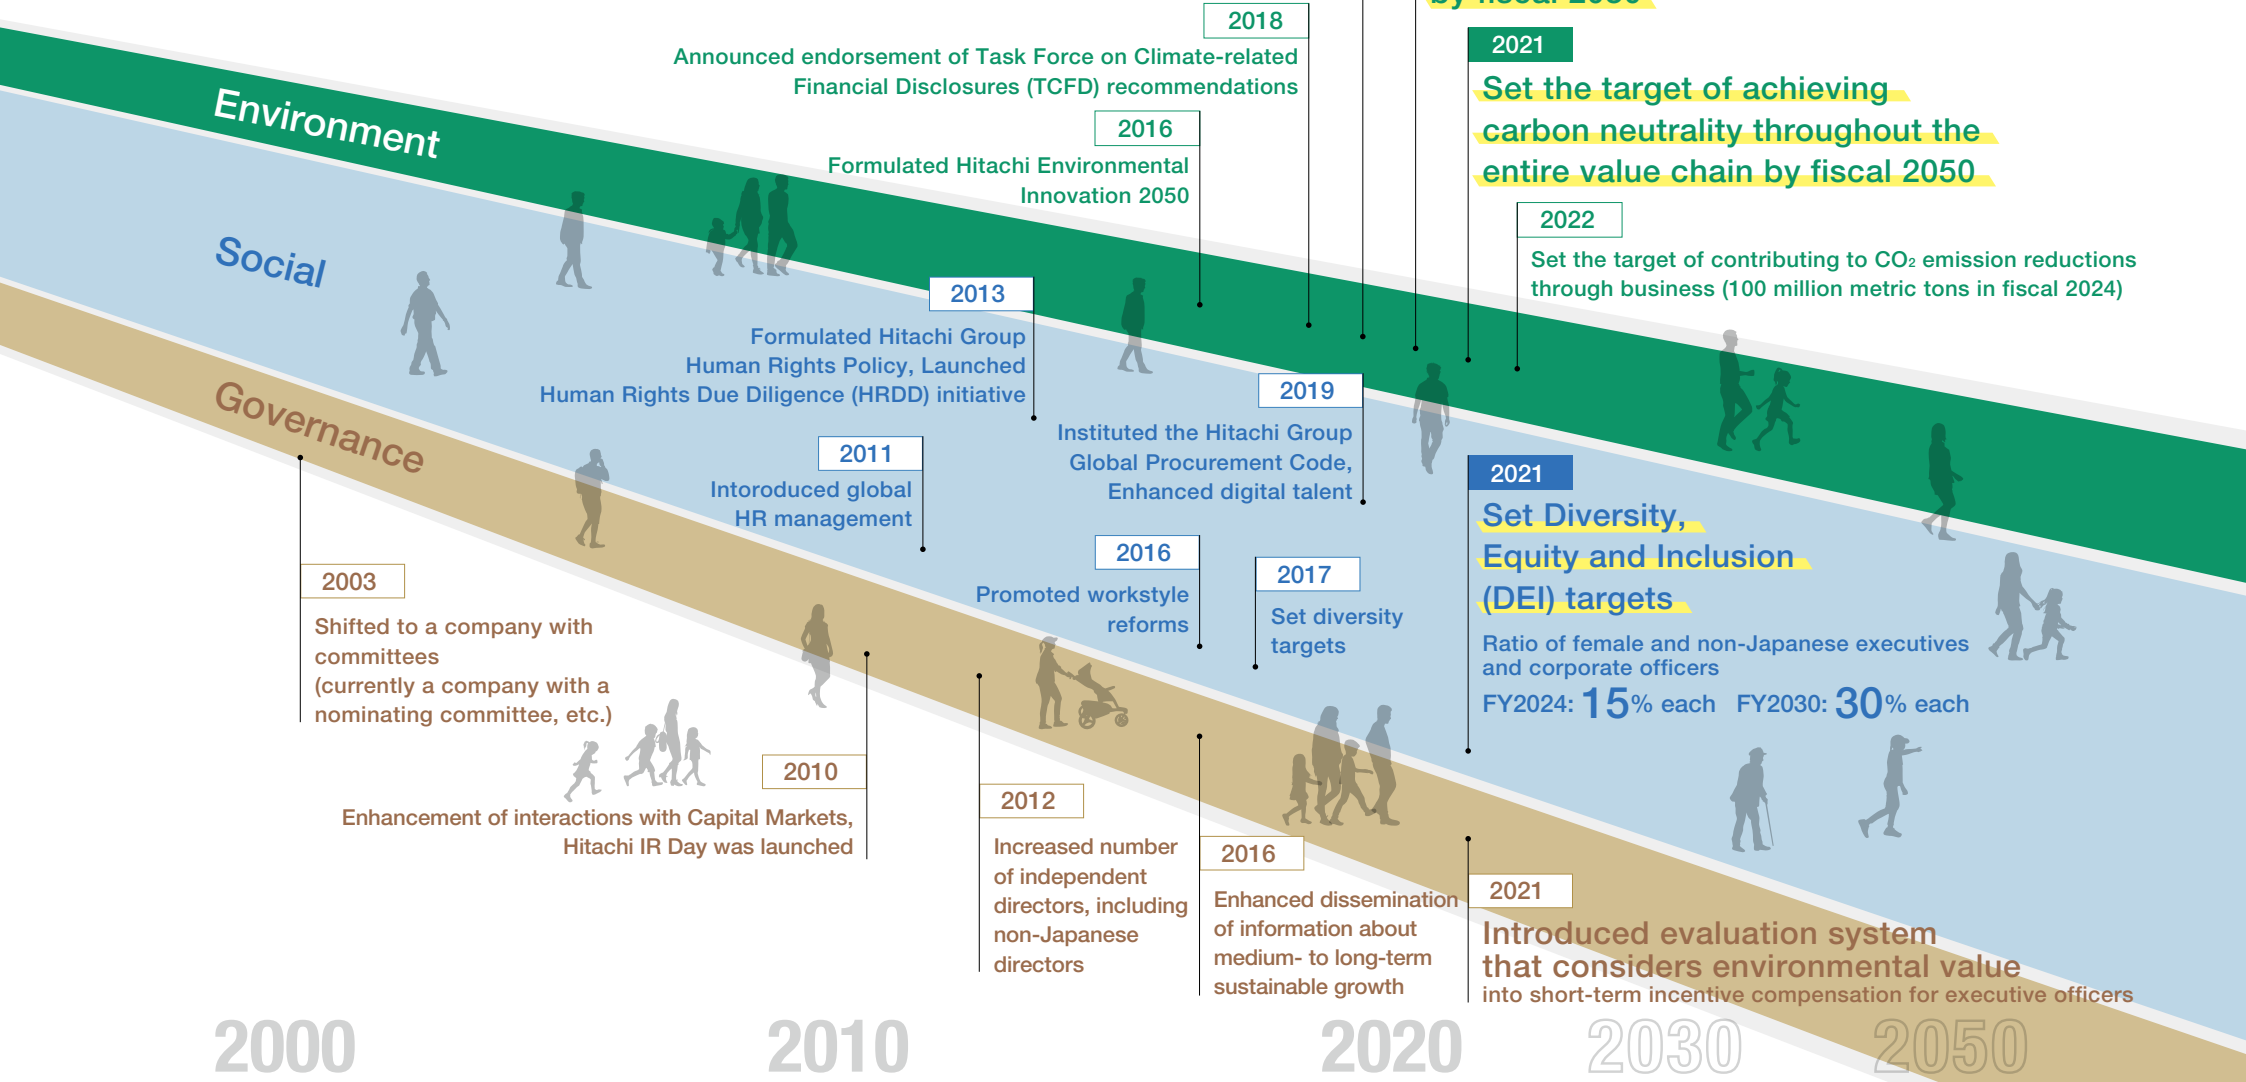 by fiscal 2030
2018
Announced endorsement of Task Force on Climate-related
Financial Disclosures (TCFD) recommendations
2016
Formulated Hitachi Environmental
Innovation 2050
2021
Set the target of achieving
carbon neutrality throughout the
entire value chain by fiscal 2050
2022
Set the target of contributing to CO₂ emission reductions
through business (100 million metric tons in fiscal 2024)
Environment
Social
Governance
2013
Formulated Hitachi Group
Human Rights Policy, Launched
Human Rights Due Diligence (HRDD) initiative
2011
Intoroduced global
HR management
2019
Instituted the Hitachi Group
Global Procurement Code,
Enhanced digital talent
2016
Promoted workstyle
reforms
2017
Set diversity
targets
2021
Set Diversity,
Equity and Inclusion
(DEI) targets
Ratio of female and non-Japanese executives
and corporate officers
FY2024: 15% each FY2030: 30% each
2003
Shifted to a company with
committees
(currently a company with a
nominating committee, etc.)
2010
Enhancement of interactions with Capital Markets,
Hitachi IR Day was launched
2012
Increased number
of independent
directors, including
non-Japanese
directors
2016
Enhanced dissemination
of information about
medium- to long-term
sustainable growth
2021
Introduced evaluation system
that considers environmental value
into short-term incentive compensation for executive officers
2000
2010
2020
2030
2050